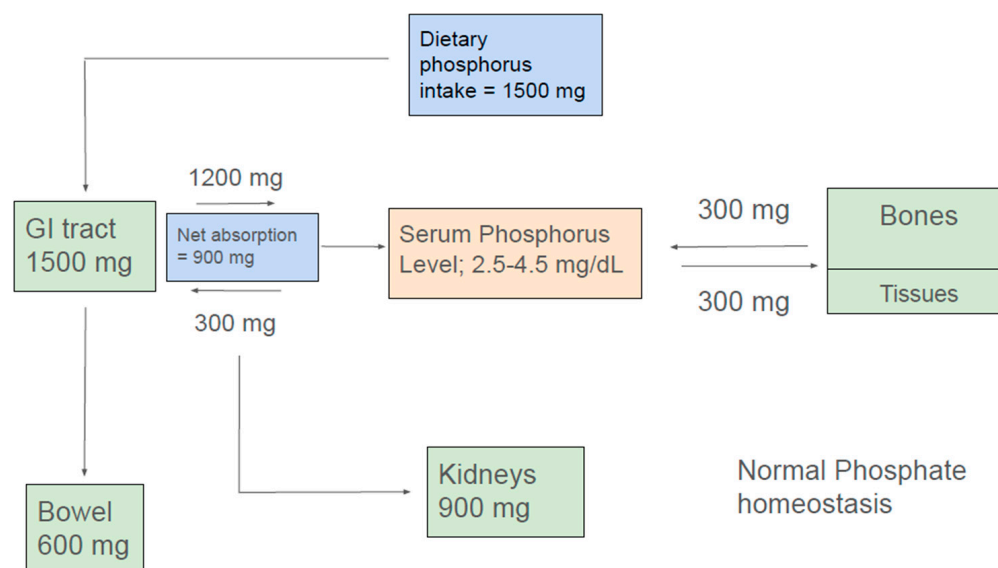 Dietary
phosphorus
intake = 1500 mg
1200 mg
GI tract
1500 mg
Net absorption
= 900 mg
Serum Phosphorus
Level; 2.5-4.5 mg/dL
300 mg
Bones
300 mg
300 mg
Tissues
Kidneys
900 mg
Normal Phosphate
homeostasis
Bowel
600 mg